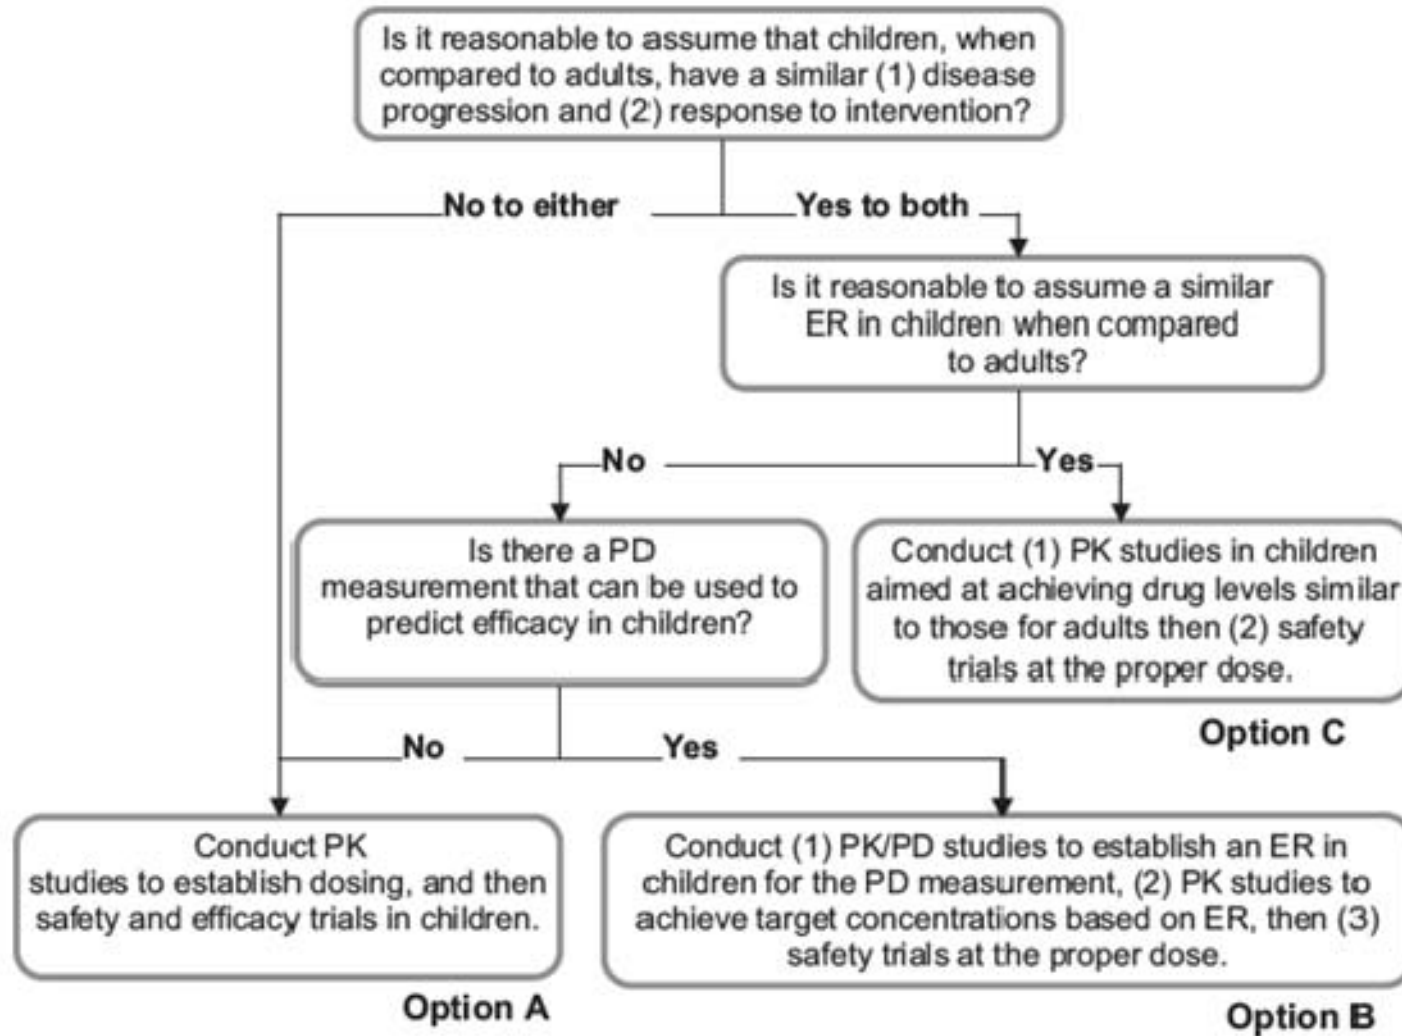 Is it reasonable to assume that children, when
compared to adults, have a similar (1) disease
progression and (2) response to intervention?
No to either
Yes to both
Is it reasonable to assume a similar
ER in children when compared
to adults?
No
Yes
Is there a PD
measurement that can be used to
predict efficacy in children?
Conduct (1) PK studies in children
aimed at achieving drug levels similar
to those for adults then (2) safety
trials at the proper dose.
Option C
No
Yes
Conduct PK
studies to establish dosing, and then
safety and efficacy trials in children.
Option A
Conduct (1) PK/PD studies to establish an ER in
children for the PD measurement, (2) PK studies to
achieve target concentrations based on ER, then (3)
safety trials at the proper dose.
Option B